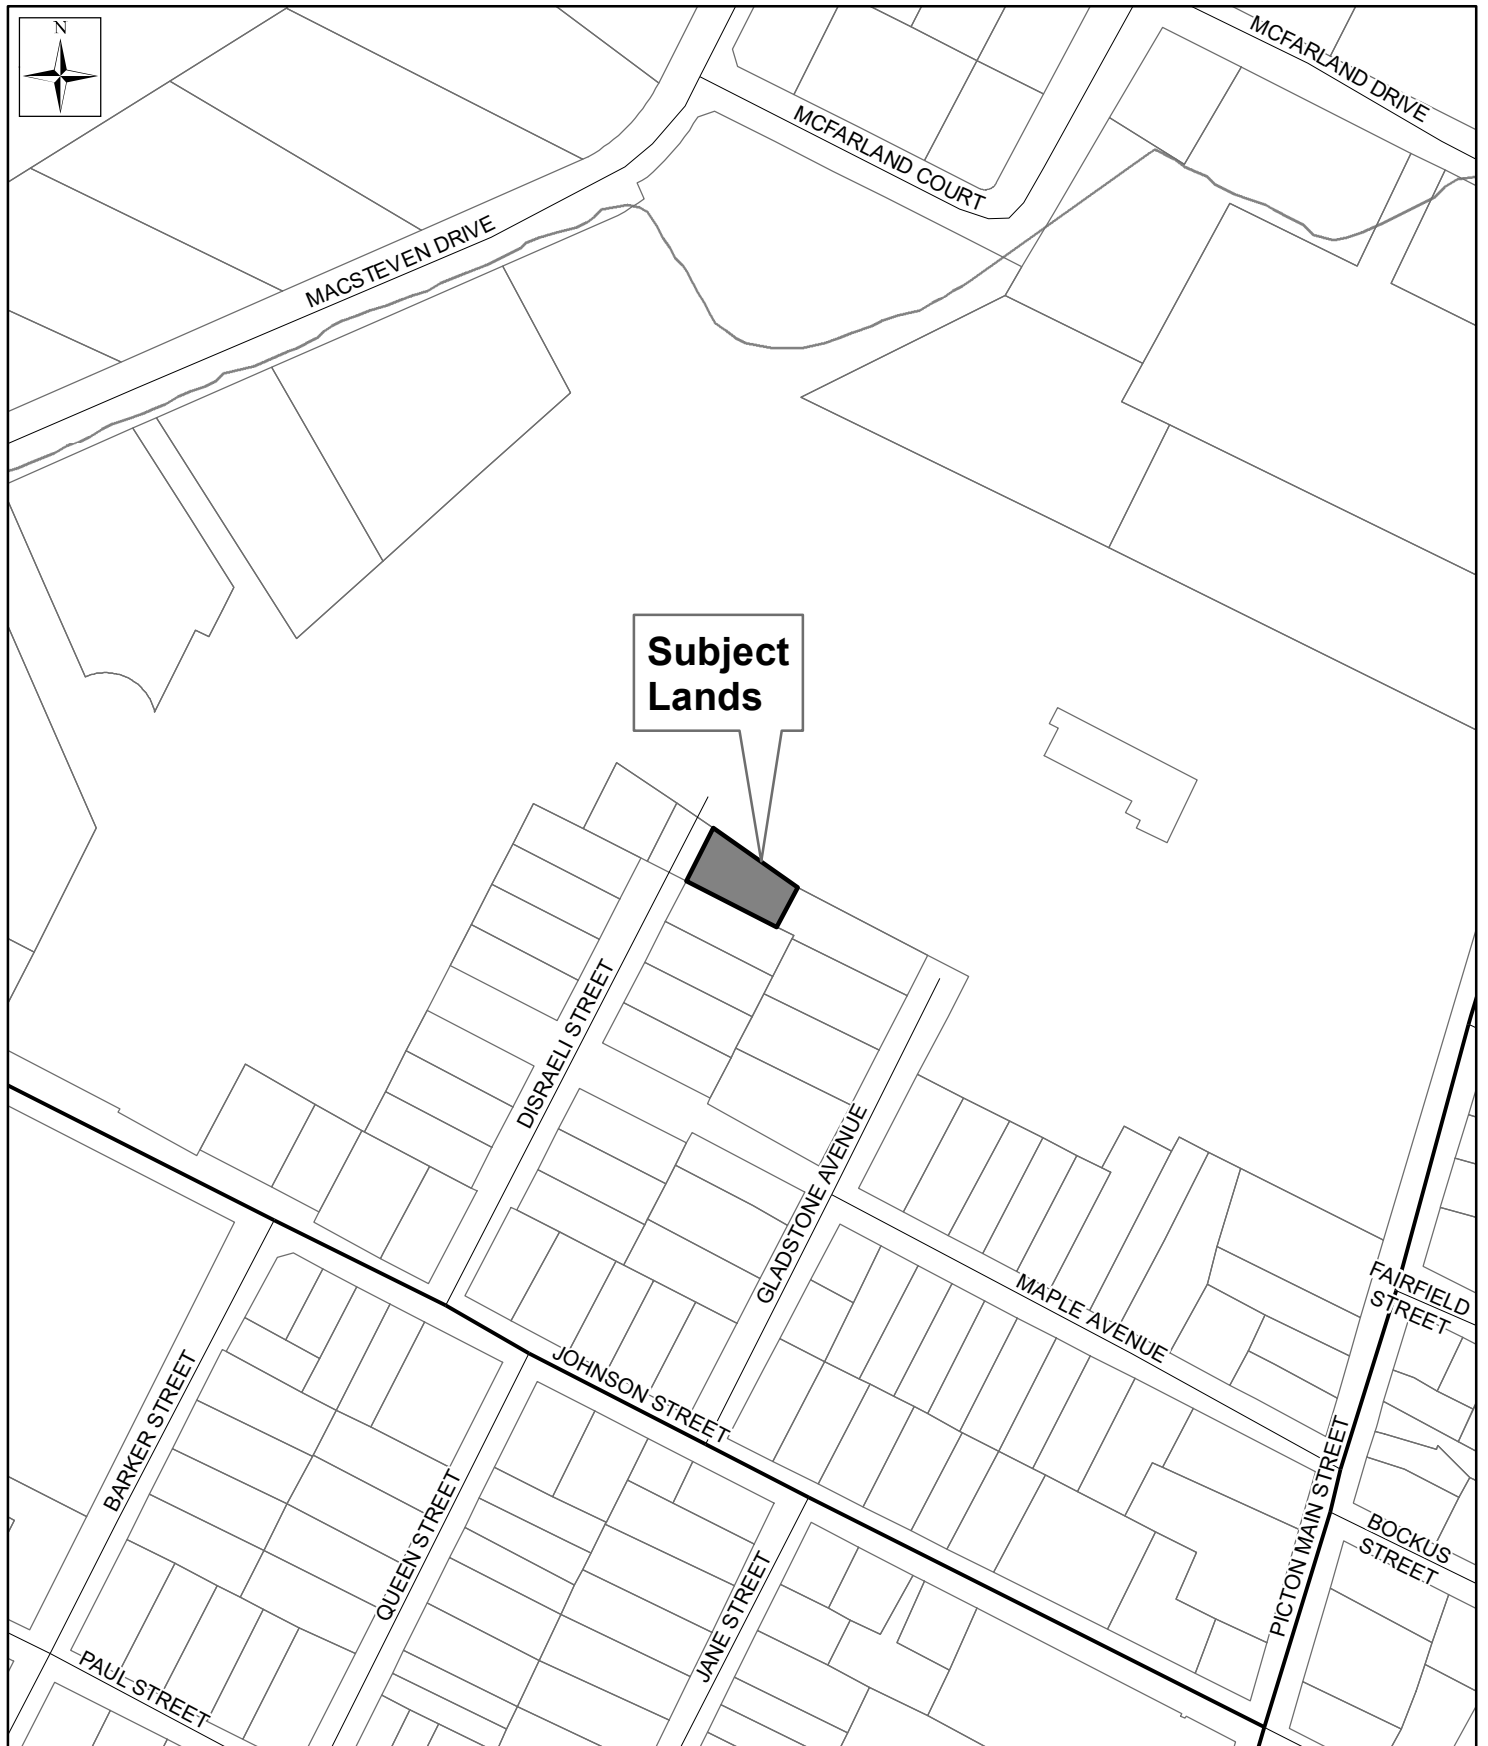 N
MCFARLAND DRIVE
MCFARLAND COURT
MACSTEVEN DRIVE
Subject
Lands
DISRAELI STREET
GLADSTONE AVENUE
MAPLE AVENUE
FAIRFIELD
STREET
JOHNSON STREET
BARKER STREET
QUEEN STREET
PICTON MAIN STREET
BOCKUS
STREET
JANE STREET
PAUL STREET